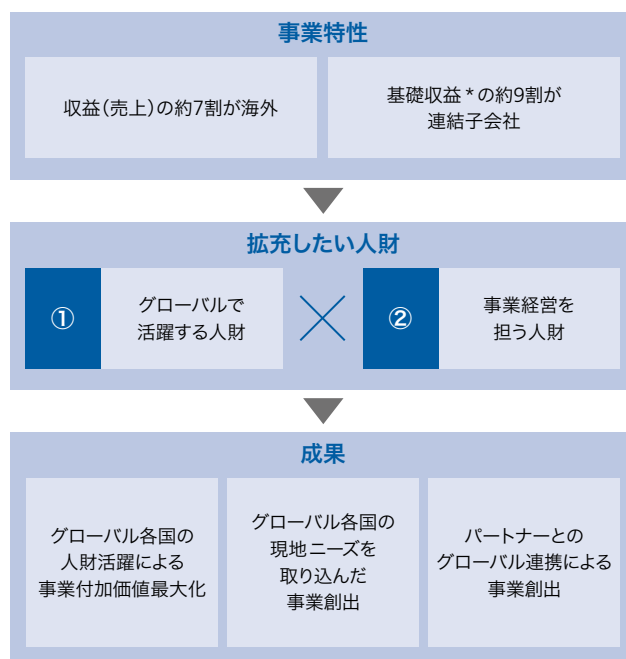 事業特性
収益（売上）の約7割が海外
基礎収益*の約9割が
連結子会社
拡充したい人財
①
グローバルで
活躍する人財
②
事業経営を
担う人財
成果
グローバル各国の
人財活躍による
事業付加価値最大化
グローバル各国の
現地ニーズを
取り込んだ
事業創出
パートナーとの
グローバル連携による
事業創出